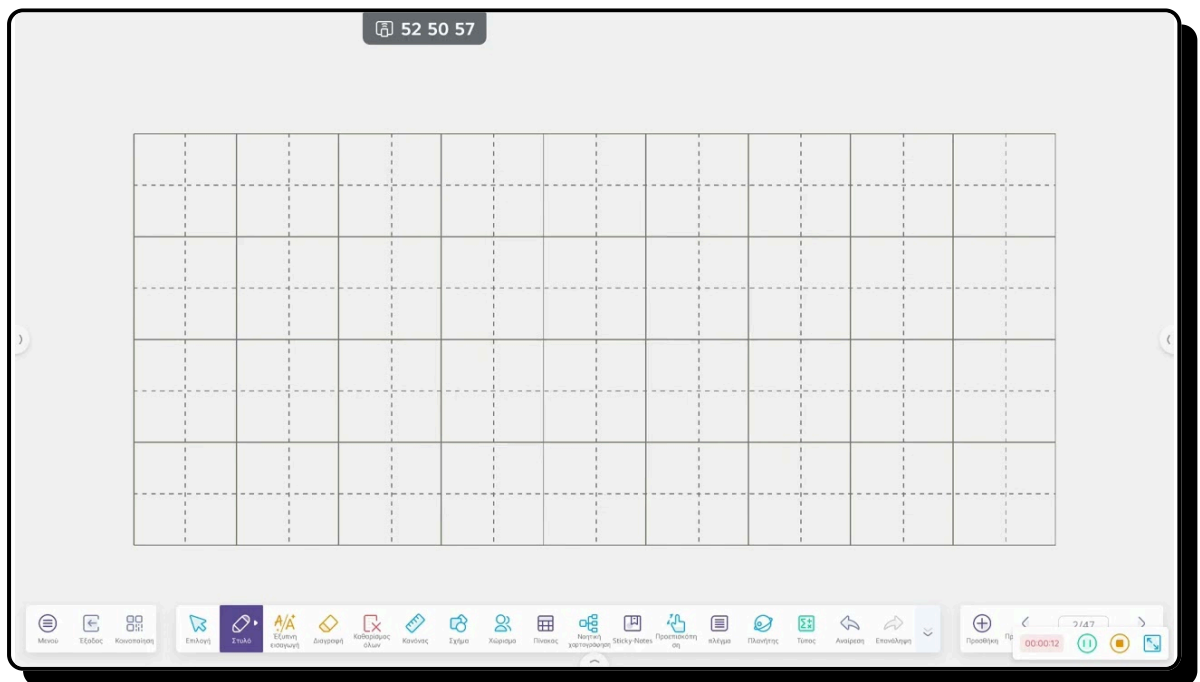 52 50 57
Μενού
Έξοδος
Κοινοποίηση
Επιλογή
Στυλό
Έξυπνη εισαγωγή
Διαγραφή
Καθαρισμός όλων
Κανόνας
Σχήμα
Χώρισμα
Πίνακας
Νοητική χαρτογράφηση
Sticky-Notes
Προεπισκόπηση
πλέγμα
Πλανήτης
Τύπος
Αναίρεση
Επανάληψη
Προσθήκη
2/47
00:00:12